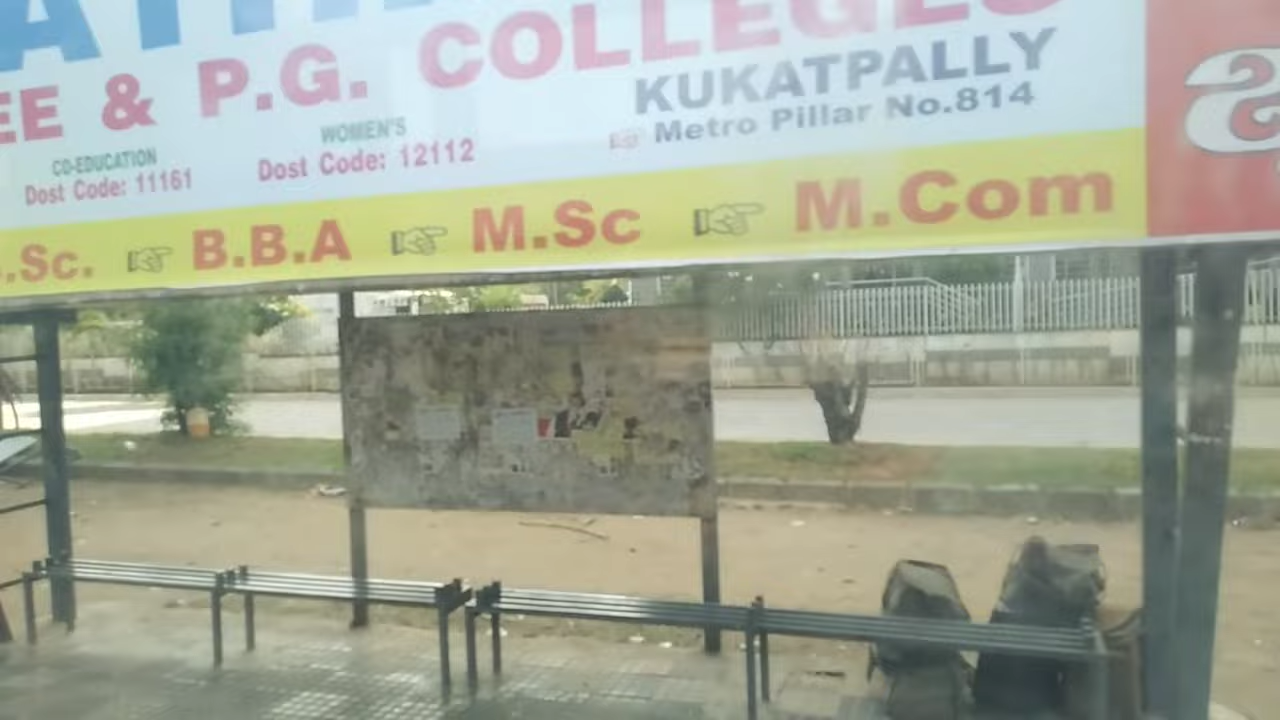 EE & P.G. COLLEGES
KUKATPALLY
Metro Pillar No.814
CO-EDUCATION
Dost Code: 11161
WOMEN'S
Dost Code: 12112
.Sc. B.B.A M.Sc M.Com